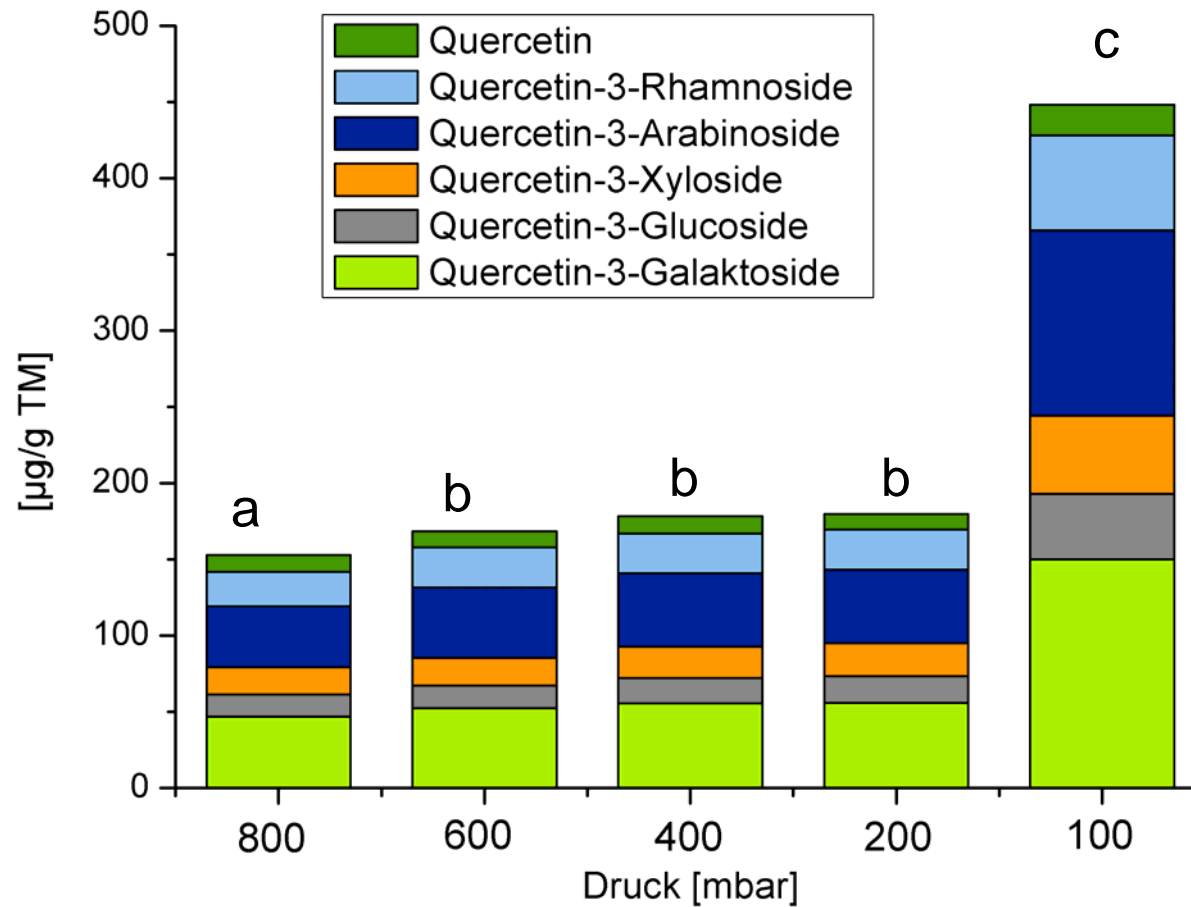 500
400
300
200
100
0
[µg/g TM]
Quercetin
Quercetin-3-Rhamnoside
Quercetin-3-Arabinoside
Quercetin-3-Xyloside
Quercetin-3-Glucoside
Quercetin-3-Galaktoside
a
b
b
b
c
800
600
400
200
100
Druck [mbar]